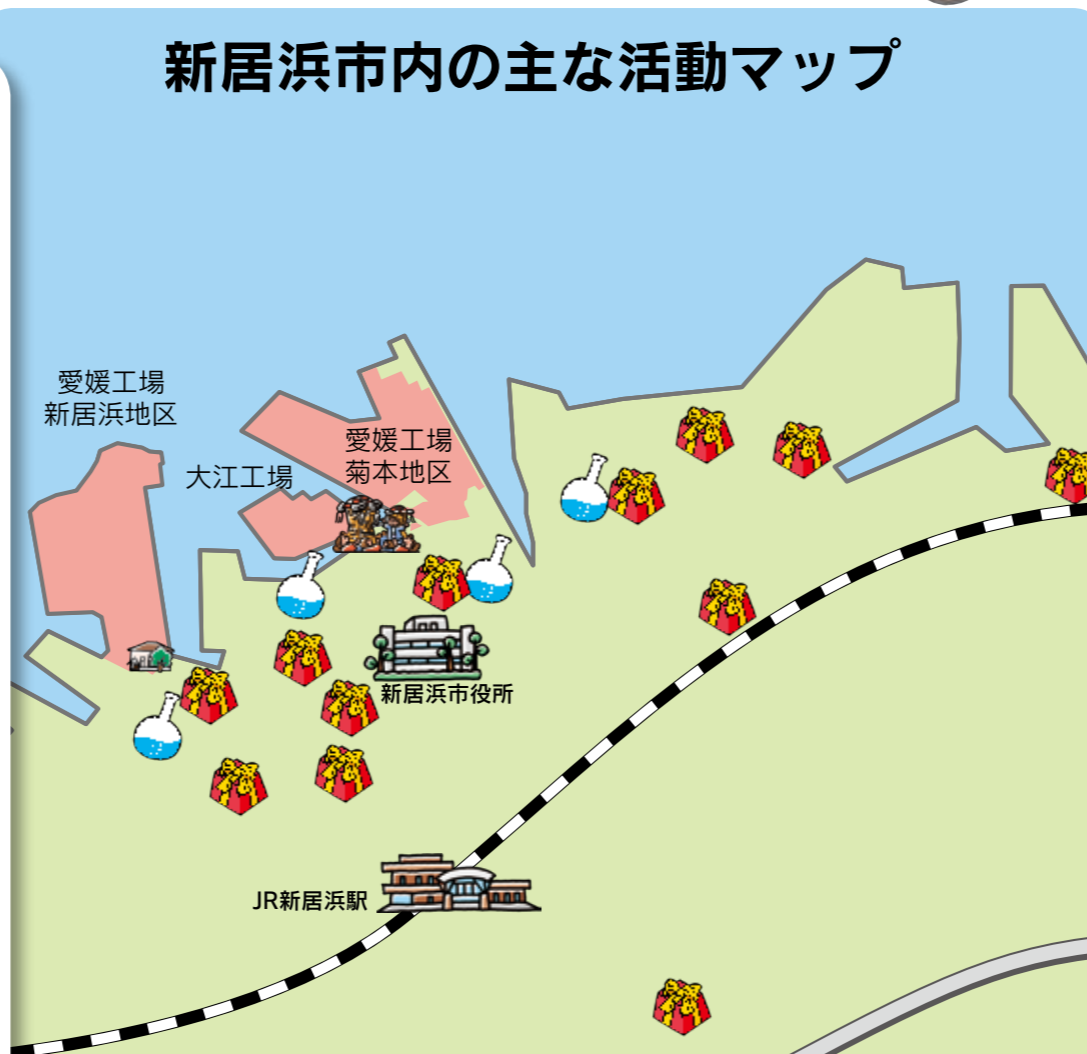 新居浜市内の主な活動マップ
愛媛工場
新居浜地区
大江工場
愛媛工場
菊本地区
新居浜市役所
JR新居浜駅